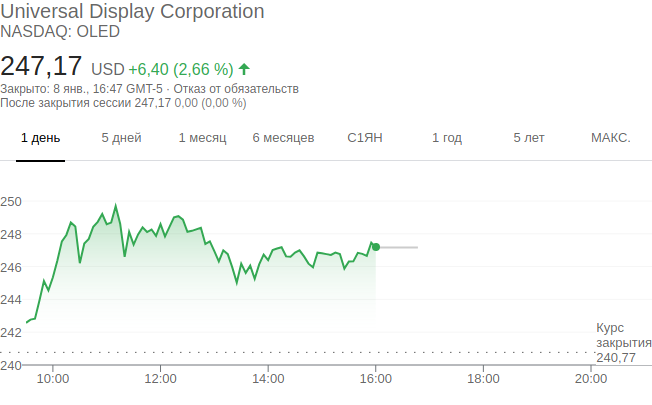 Universal Display Corporation
NASDAQ: OLED
247,17 USD +6,40 (2,66 %)
Закрыто: 8 янв., 16:47 GMT-5 · Отказ от обязательств
После закрытия сессии 247,17 0,00 (0,00 %)
1 день 5 дней 1 месяц 6 месяцев С1ЯН 1 год 5 лет МАКС.
250
248
246
244
242
Курс
закрытия
240,77
240
10:00 12:00 14:00 16:00 18:00 20:00